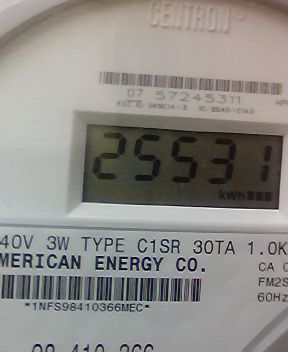 CENTRON®
07 57245311
25531
kWh
40V 3W TYPE C1SR 30TA 1.0K
MERICAN ENERGY CO.
CA 0
FM2S
60Hz
*1NFS98410366MEC*